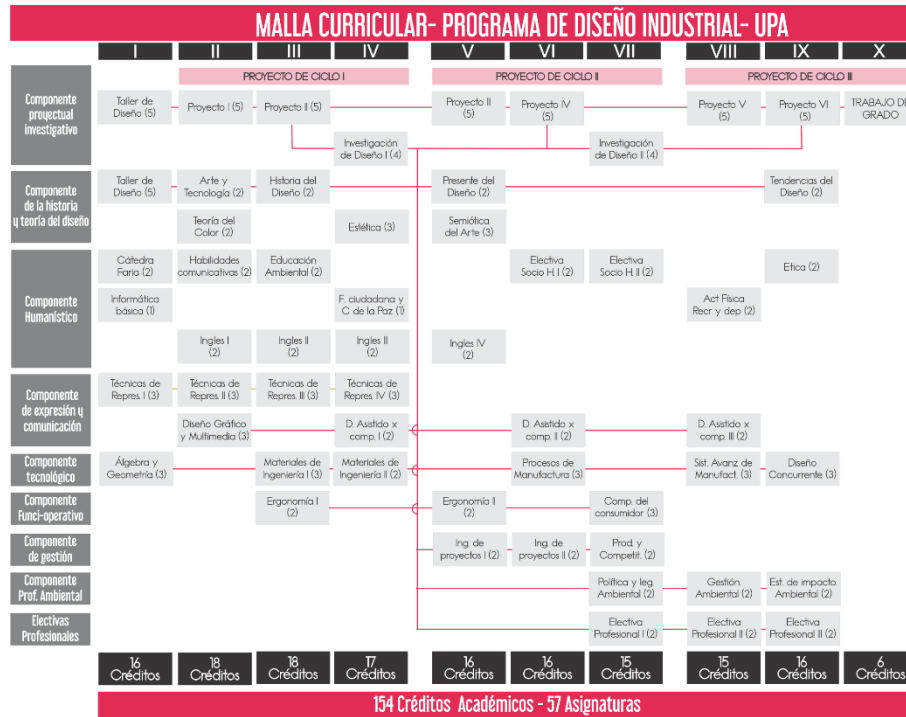 MALLA CURRICULAR- PROGRAMA DE DISEÑO INDUSTRIAL- UPA
I II III IV V VI VII VIII IX X
PROYECTO DE CICLO I PROYECTO DE CICLO II PROYECTO DE CICLO III
Componente
proyectual
investigativo
Taller de
Diseño (5)
Proyecto I (5)
Proyecto II (5)
Proyecto II
(5)
Proyecto IV
(5)
Proyecto V
(5)
Proyecto VI
(5)
TRABAJO DE
GRADO
Investigación
de Diseño I (4)
Investigación
de Diseño II (4)
Componente
de la historia
y teoría del diseño
Taller de
Diseño (5)
Arte y
Tecnología (2)
Historia del
Diseño (2)
Presente del
Diseño (2)
Tendencias del
Diseño (2)
Teoría del
Color (2)
Estética (3)
Semiótica
del Arte (3)
Componente
Humanístico
Cátedra
Faria (2)
Habilidades
comunicativas (2)
Educación
Ambiental (2)
Electiva
Socio H. I (2)
Electiva
Socio H. II (2)
Etica (2)
Informática
básica (1)
F. ciudadana y
C de la Paz (1)
Act Física
Recr y dep (2)
Ingles I
(2)
Ingles II
(2)
Ingles II
(2)
Ingles IV
(2)
Componente
de expresión y
comunicación
Técnicas de
Repres. I (3)
Técnicas de
Repres. II (3)
Técnicas de
Repres. III (3)
Técnicas de
Repres. IV (3)
Diseño Gráfico
y Multimedia (3)
D. Asistido x
comp. I (2)
D. Asistido x
comp. II (2)
D. Asistido x
comp. III (2)
Componente
tecnológico
Álgebra y
Geometría (3)
Materiales de
Ingeniería I (3)
Materiales de
Ingeniería II (2)
Procesos de
Manufactura (3)
Sist. Avanz de
Manufact. (3)
Diseño
Concurrente (3)
Componente
Funci-operativo
Ergonomía I
(2)
Ergonomía II
(2)
Comp. del
consumidor (3)
Componente
de gestión
Ing. de
proyectos I (2)
Ing. de
proyectos II (2)
Prod. y
Competit. (2)
Componente
Prof. Ambiental
Política y leg.
Ambiental (2)
Gestión
Ambiental (2)
Est. de impacto
Ambiental (2)
Electivas
Profesionales
Electiva
Profesional I (2)
Electiva
Profesional II (2)
Electiva
Profesional II (2)
16
Créditos
18
Créditos
18
Créditos
17
Créditos
16
Créditos
16
Créditos
15
Créditos
15
Créditos
16
Créditos
6
Créditos
154 Créditos Académicos - 57 Asignaturas